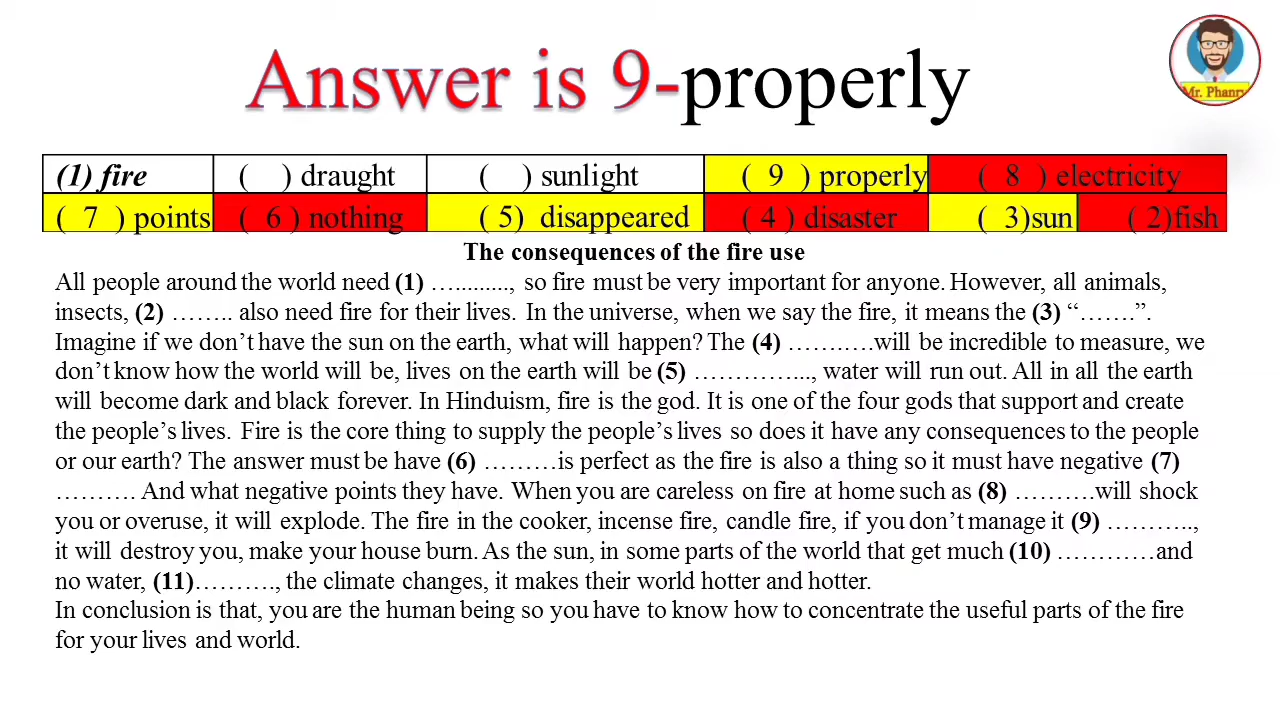 Answer is 9-properly
Mr. Phanry
(1) fire ( ) draught ( ) sunlight ( 9 ) properly ( 8 ) electricity
( 7 ) points ( 6 ) nothing ( 5) disappeared ( 4 ) disaster ( 3)sun ( 2)fish
The consequences of the fire use
All people around the world need (1) …........., so fire must be very important for anyone. However, all animals,
insects, (2) …….. also need fire for their lives. In the universe, when we say the fire, it means the (3) “…….”.
Imagine if we don’t have the sun on the earth, what will happen? The (4) ……..….will be incredible to measure, we
don’t know how the world will be, lives on the earth will be (5) …………..., water will run out. All in all the earth
will become dark and black forever. In Hinduism, fire is the god. It is one of the four gods that support and create
the people’s lives. Fire is the core thing to supply the people’s lives so does it have any consequences to the people
or our earth? The answer must be have (6) ………is perfect as the fire is also a thing so it must have negative (7)
………. And what negative points they have. When you are careless on fire at home such as (8) ……….will shock
you or overuse, it will explode. The fire in the cooker, incense fire, candle fire, if you don’t manage it (9) ………..,
it will destroy you, make your house burn. As the sun, in some parts of the world that get much (10) …………and
no water, (11)………., the climate changes, it makes their world hotter and hotter.
In conclusion is that, you are the human being so you have to know how to concentrate the useful parts of the fire
for your lives and world.